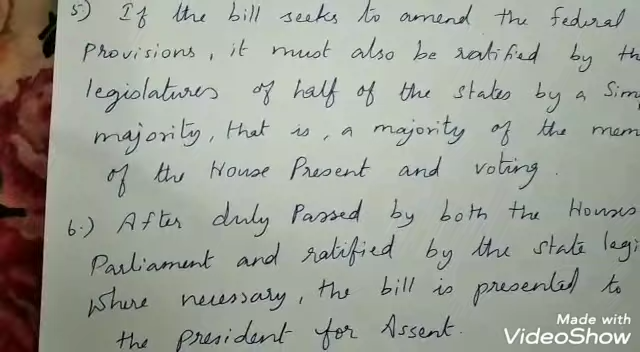 5) If the bill seeks to amend the federal
Provisions, it must also be ratified by
legislatures of half of the states by a
majority, that is, a majority of the
of the House Present and voting.
6.) After duly Passed by both the Houses
Parliament and ratified by the state
where necessary, the bill is presented to
the president for Assent.
Made with
VideoShow